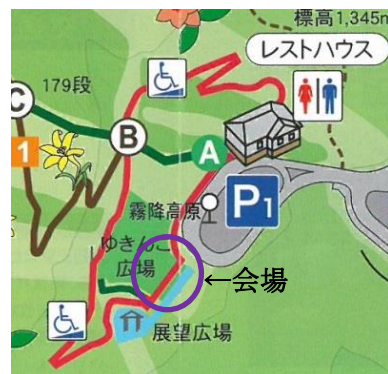 標高1,345m
レストハウス
179段
C
B
A
1
霧降高原
P1
ゆきんこ
広場
←会場
展望広場